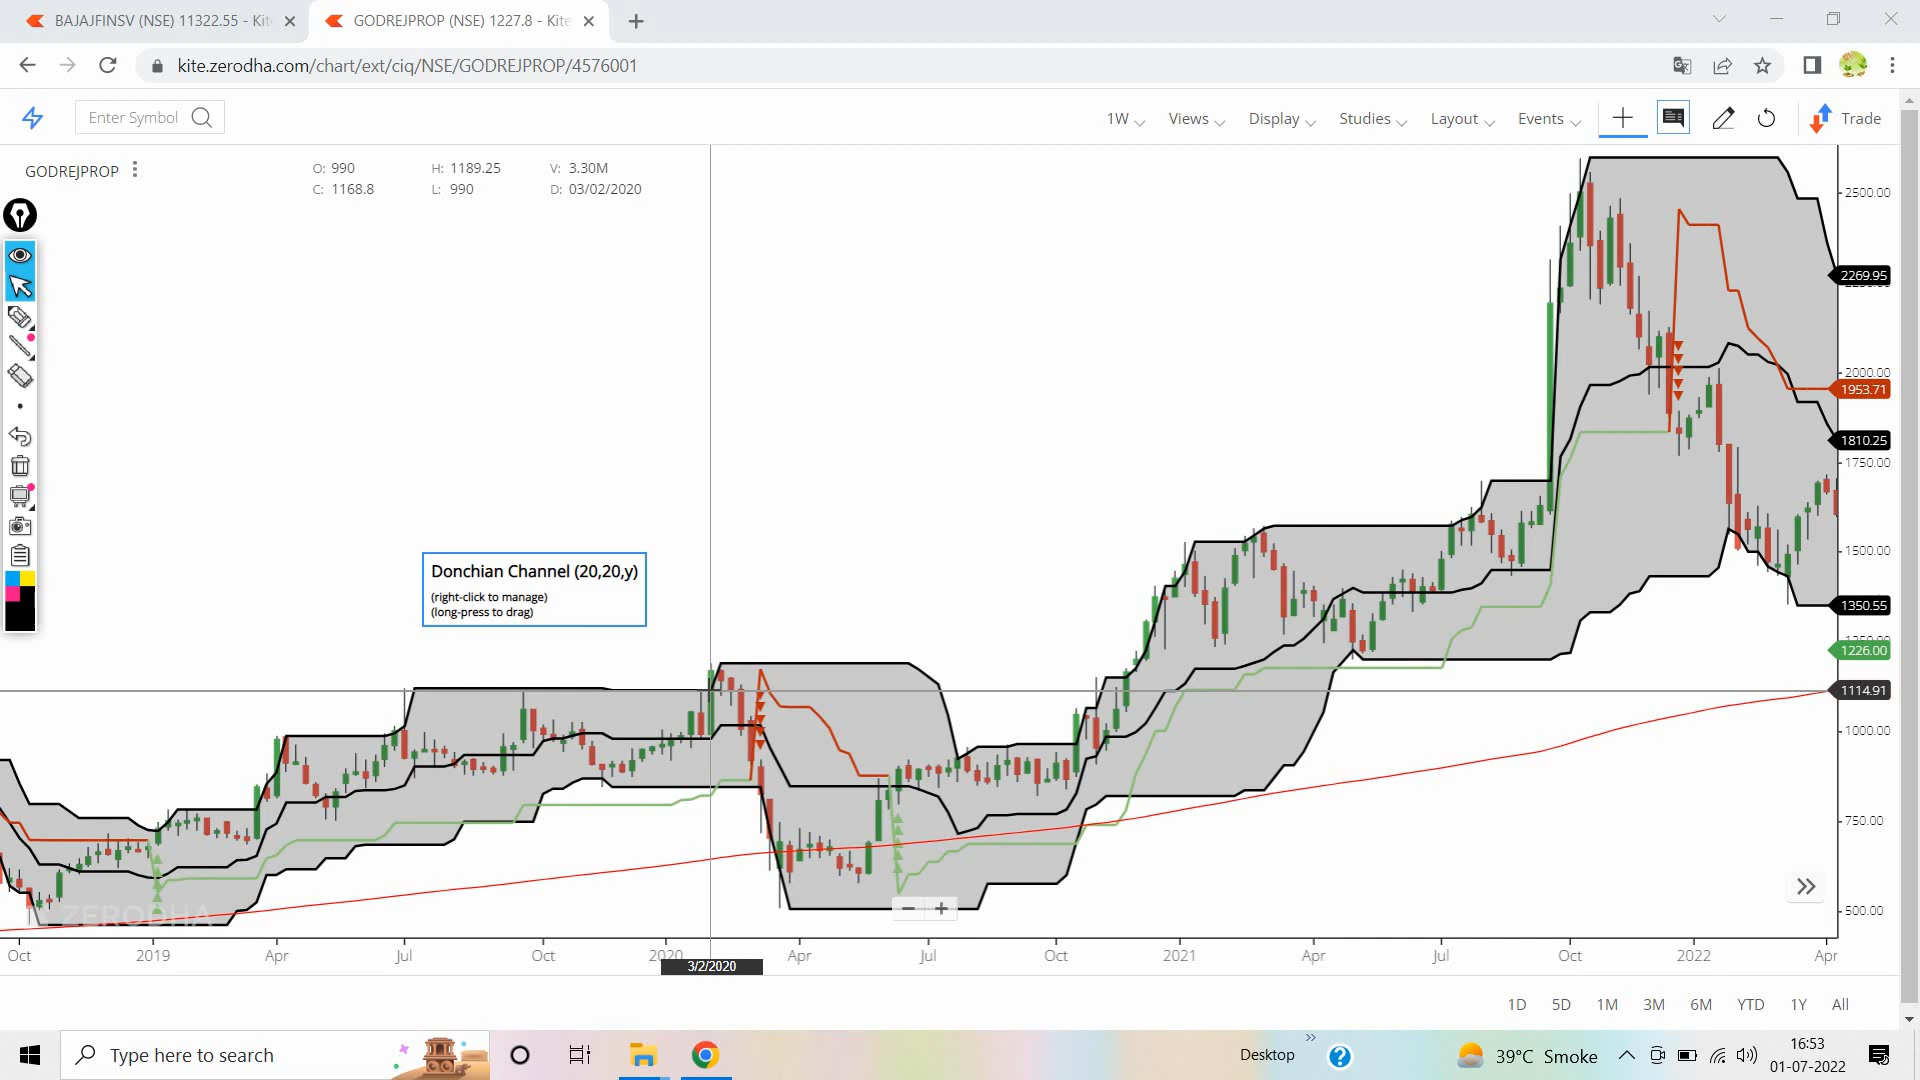 BAJAJFINSV (NSE) 11322.55 - Kit
GODREJPROP (NSE) 1227.8 - Kite
kite.zerodha.com/chart/ext/ciq/NSE/GODREJPROP/4576001
Enter Symbol
1W Views Display Studies Layout Events Trade
GODREJPROP
O: 990 H: 1189.25 V: 3.30M
C: 1168.8 L: 990 D: 03/02/2020
2500.00
2269.95
2000.00
1953.71
1810.25
1750.00
1500.00
1350.55
1226.00
1114.91
1000.00
750.00
500.00
Donchian Channel (20,20,y)
(right-click to manage)
(long-press to drag)
ZERODHA
Oct 2019 Apr Jul Oct 2020 Apr Jul Oct 2021 Apr Jul Oct 2022 Apr
3/2/2020
1D 5D 1M 3M 6M YTD 1Y All
Type here to search
Desktop
39°C Smoke
16:53
01-07-2022